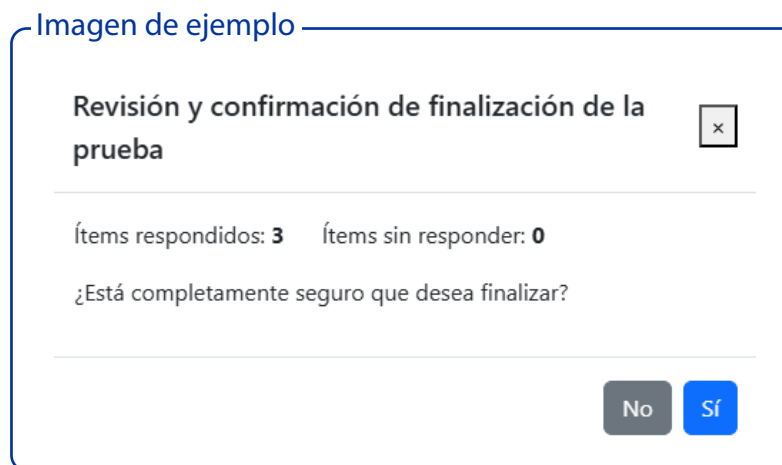 Imagen de ejemplo
Revisión y confirmación de finalización de la
prueba
×
Ítems respondidos: 3 Ítems sin responder: 0
¿Está completamente seguro que desea finalizar?
No Sí